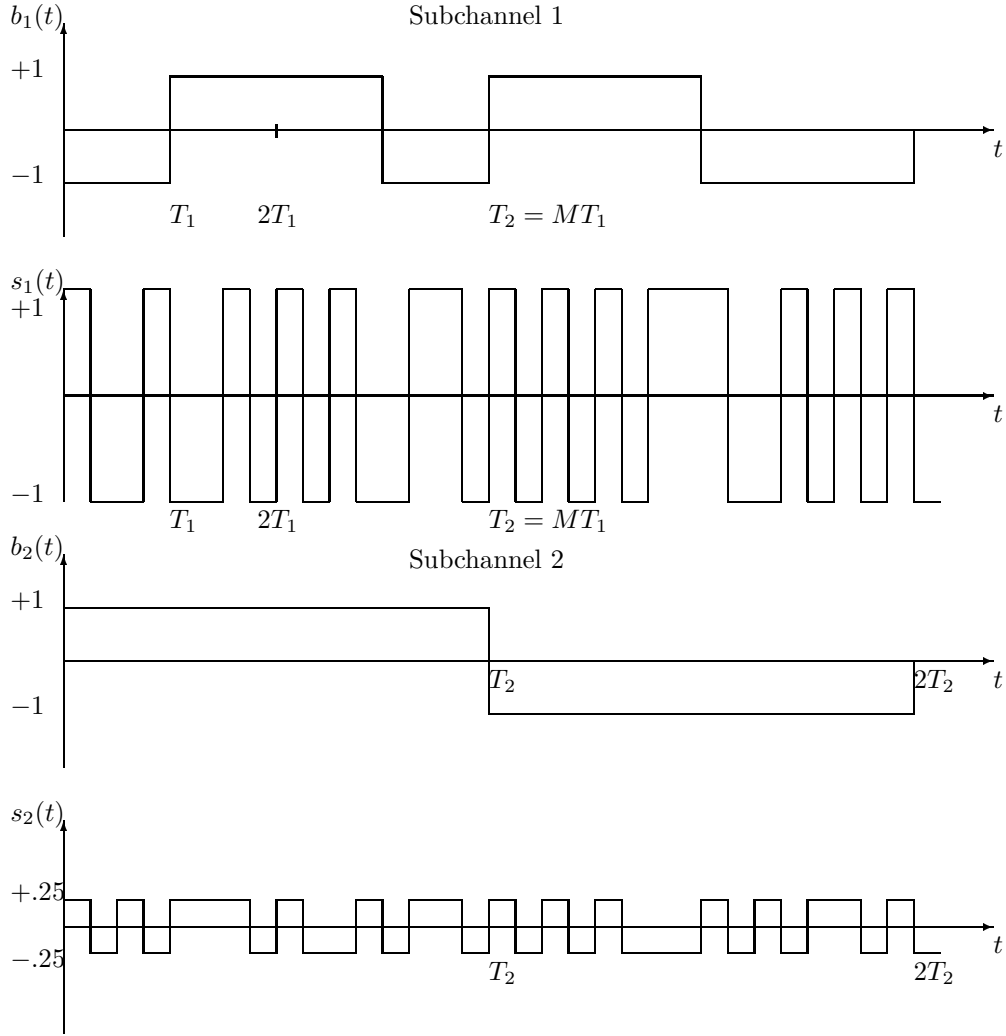 b₁(t) Subchannel 1
+1
t
−1
T₁ 2T₁ T₂ = MT₁
s₁(t)
+1
t
−1
T₁ 2T₁ T₂ = MT₁
b₂(t) Subchannel 2
+1
T₂ 2T₂ t
−1
s₂(t)
+.25
t
−.25
T₂ 2T₂